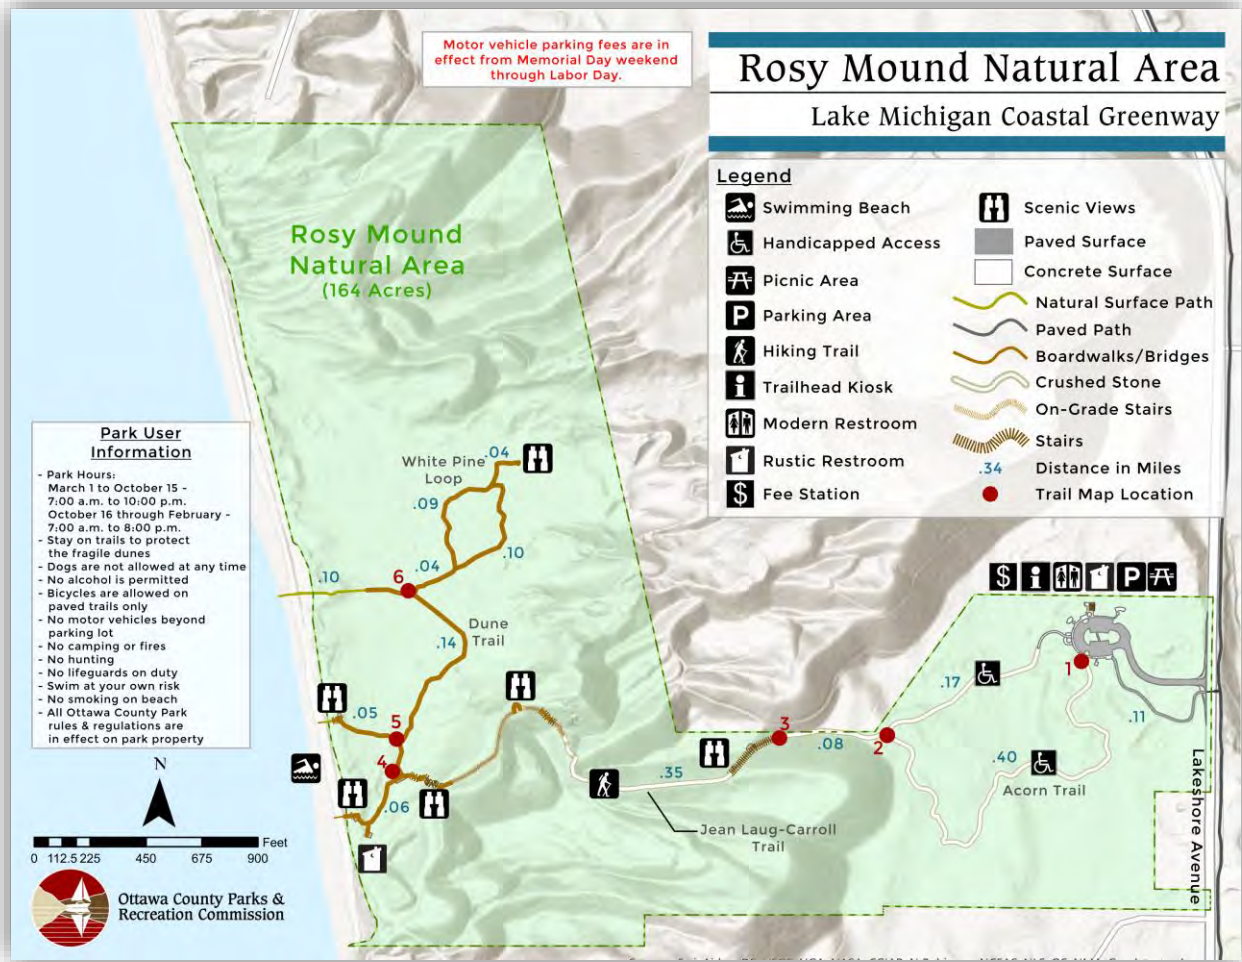 Motor vehicle parking fees are in
effect from Memorial Day weekend
through Labor Day.
Rosy Mound Natural Area
Lake Michigan Coastal Greenway
Legend
Swimming Beach
Handicapped Access
Picnic Area
P
Parking Area
Hiking Trail
Trailhead Kiosk
Modern Restroom
Rustic Restroom
$
Fee Station
Scenic Views
Paved Surface
Concrete Surface
Natural Surface Path
Paved Path
Boardwalks/Bridges
Crushed Stone
On-Grade Stairs
Stairs
.34
Distance in Miles
Trail Map Location
Rosy Mound
Natural Area
(164 Acres)
Park User
Information
- Park Hours:
March 1 to October 15 -
7:00 a.m. to 10:00 p.m.
October 16 through February -
7:00 a.m. to 8:00 p.m.
- Stay on trails to protect
the fragile dunes
- Dogs are not allowed at any time
- No alcohol is permitted
- Bicycles are allowed on
paved trails only
- No motor vehicles beyond
parking lot
- No camping or fires
- No hunting
- No lifeguards on duty
- Swim at your own risk
- No smoking on beach
- All Ottawa County Park
rules & regulations are
in effect on park property
White Pine
Loop
.04
.09
.10
.04
6
.10
Dune
Trail
.14
.05
5
4
.06
3
.08
2
.35
Jean Laug-Carroll
Trail
$
P
1
.17
.11
.40
Acorn Trail
Lakeshore Avenue
N
Feet
0 112.5 225 450 675 900
Ottawa County Parks &
Recreation Commission